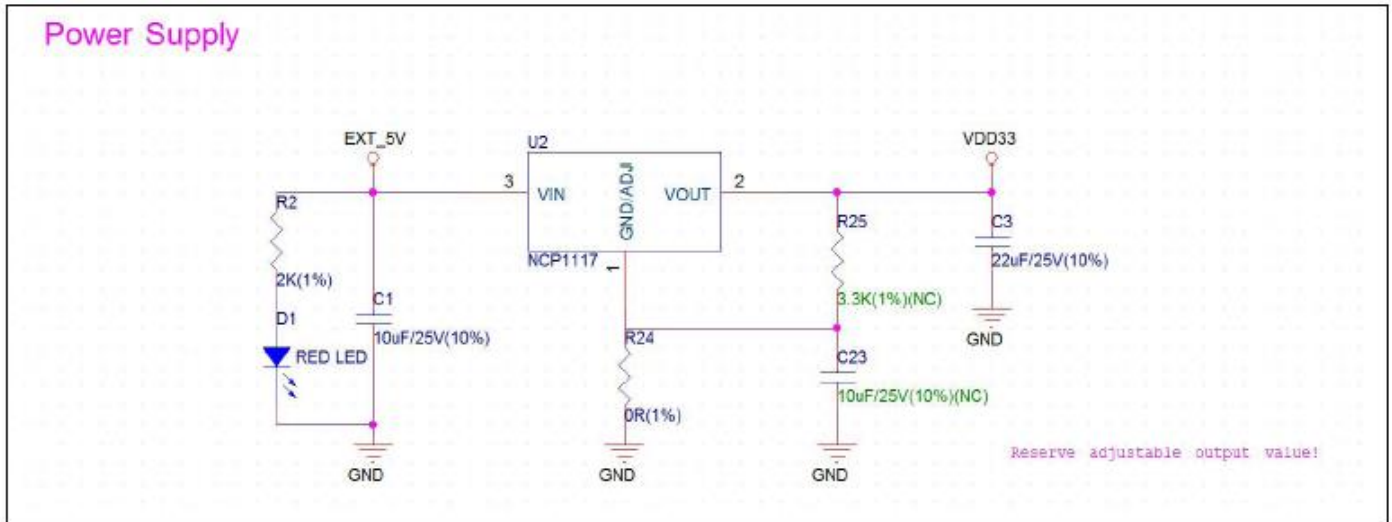 Power Supply
EXT_5V
U2
VDD33
3
VIN
GND/ADJI
VOUT
2
R2
R25
C3
NCP1117
1
22uF/25V(10%)
2K(1%)
C1
3.3K(1%)(NC)
D1
10uF/25V(10%)
R24
GND
RED LED
C23
10uF/25V(10%)(NC)
0R(1%)
Reserve adjustable output value!
GND
GND
GND